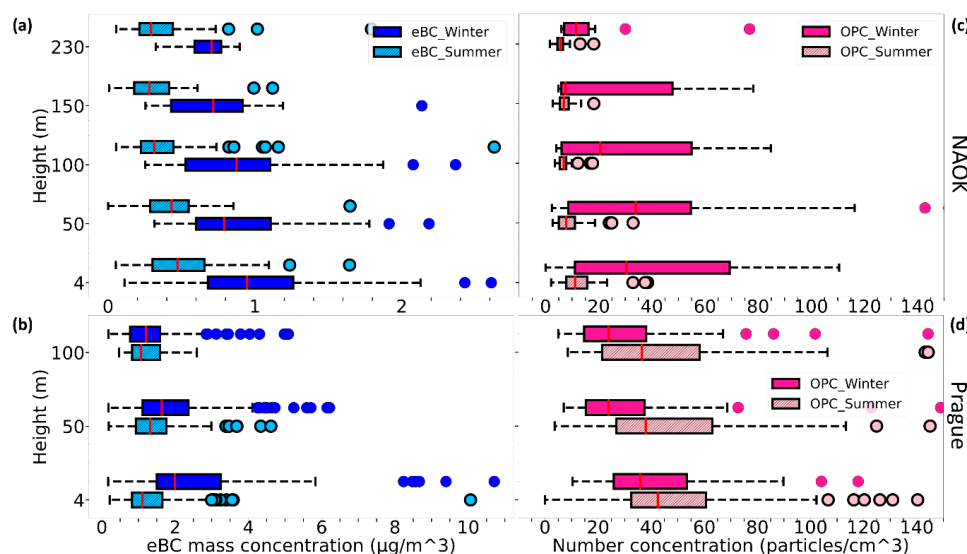 (a)
eBC_Winter
eBC_Summer
230
150
100
50
4
Height (m)
0
1
2
(c)
OPC_Winter
OPC_Summer
NAOK
0
20
40
60
80
100
120
140
(b)
100
50
4
Height (m)
0
2
4
6
8
10
eBC mass concentration (μg/m^3)
(d)
OPC_Winter
OPC_Summer
Prague
0
20
40
60
80
100
120
140
Number concentration (particles/cm^3)